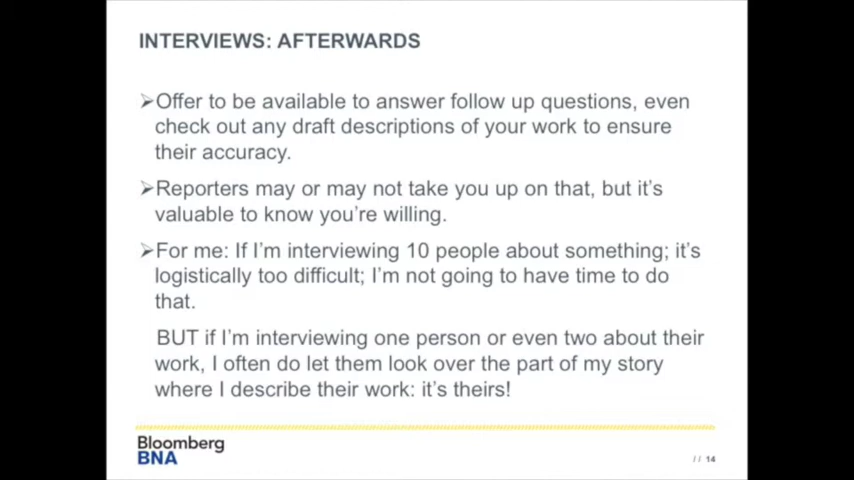 INTERVIEWS: AFTERWARDS
➢Offer to be available to answer follow up questions, even
check out any draft descriptions of your work to ensure
their accuracy.
➢Reporters may or may not take you up on that, but it's
valuable to know you're willing.
➢For me: If I'm interviewing 10 people about something; it's
logistically too difficult; I'm not going to have time to do
that.
BUT if I'm interviewing one person or even two about their
work, I often do let them look over the part of my story
where I describe their work: it's theirs!
Bloomberg
BNA
// 14